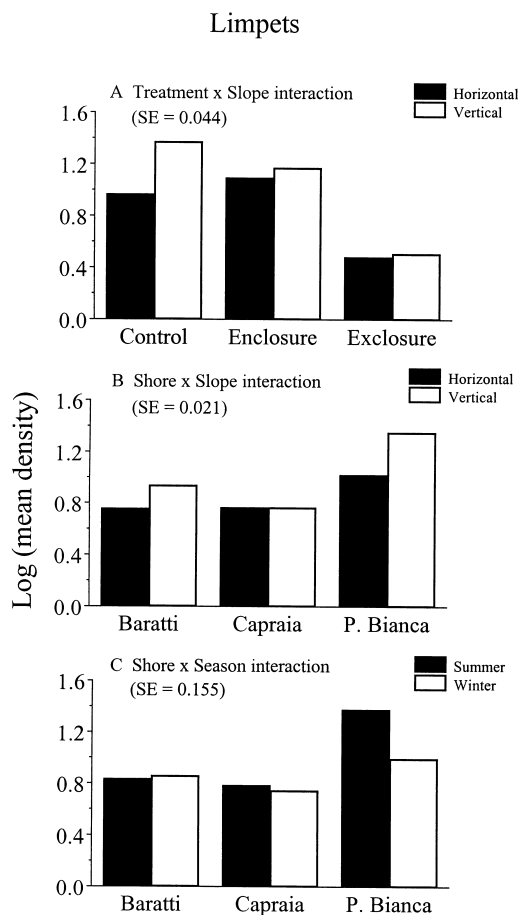 Limpets
A Treatment x Slope interaction
(SE = 0.044)
Horizontal
Vertical
1.6
1.2
0.8
0.4
0.0
Control Enclosure Exclosure
B Shore x Slope interaction
(SE = 0.021)
Horizontal
Vertical
Log (mean density)
1.6
1.2
0.8
0.4
0.0
Baratti Capraia P. Bianca
C Shore x Season interaction
(SE = 0.155)
Summer
Winter
1.6
1.2
0.8
0.4
0.0
Baratti Capraia P. Bianca